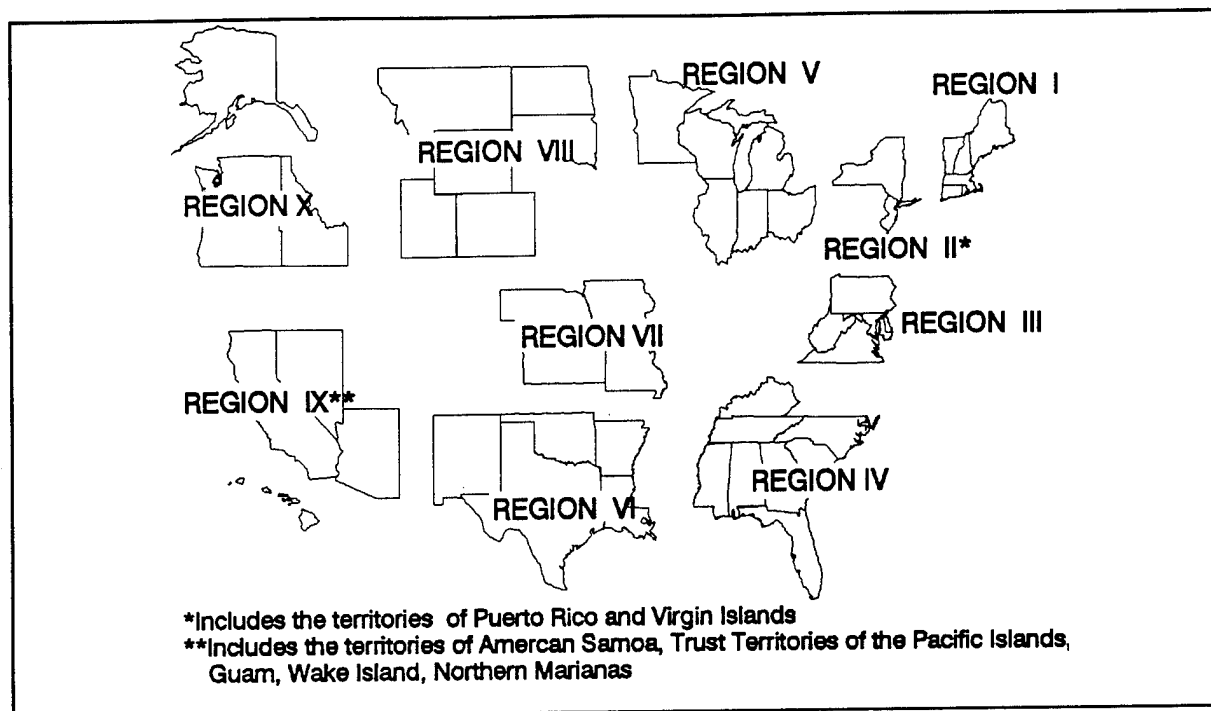 REGION V
REGION I
REGION VIII
REGION X
REGION II*
REGION III
REGION VII
REGION IX**
REGION IV
REGION VI
*Includes the territories of Puerto Rico and Virgin Islands
**Includes the territories of Amercan Samoa, Trust Territories of the Pacific Islands,
Guam, Wake Island, Northern Marianas